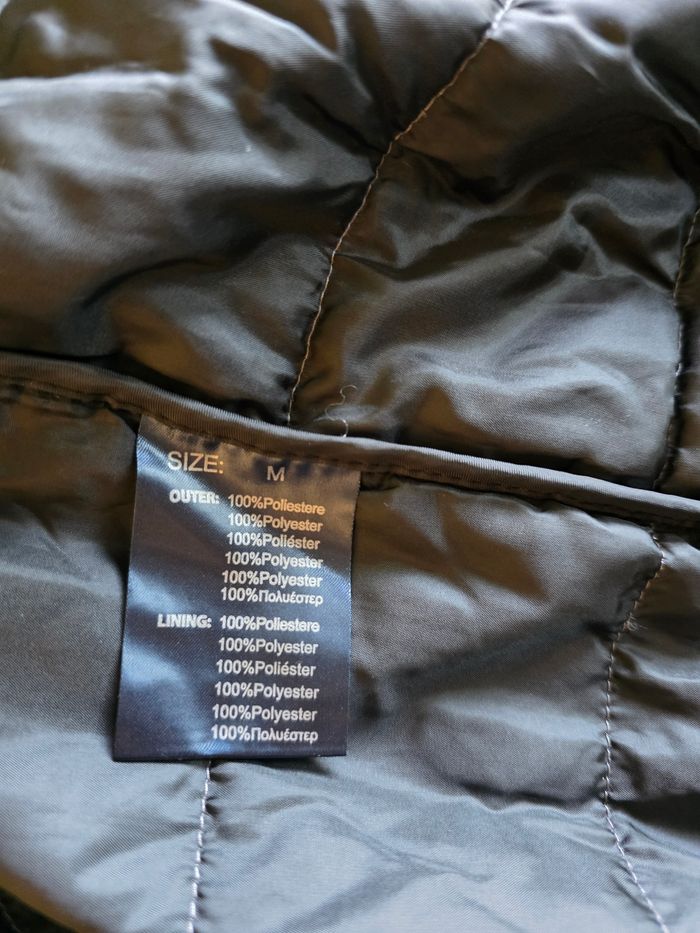 SIZE: M
OUTER: 100%Poliestere
100%Polyester
100%Poliéster
100%Polyester
100%Polyester
100%Πολυέστερ
LINING: 100%Poliestere
100%Polyester
100%Poliéster
100%Polyester
100%Polyester
100%Πολυέστερ